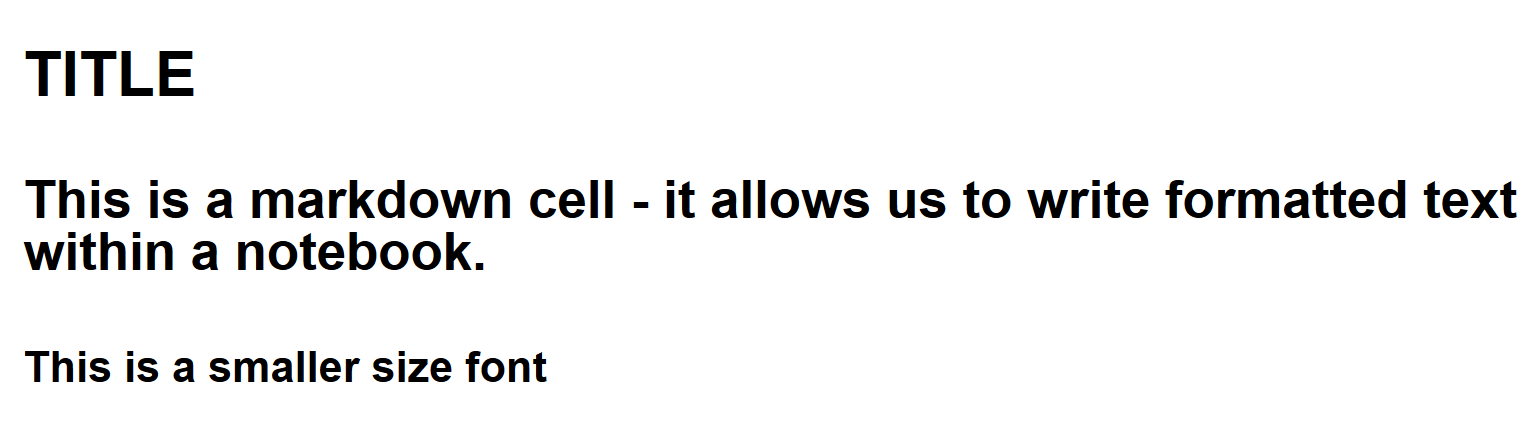 TITLE
This is a markdown cell - it allows us to write formatted text
within a notebook.
This is a smaller size font